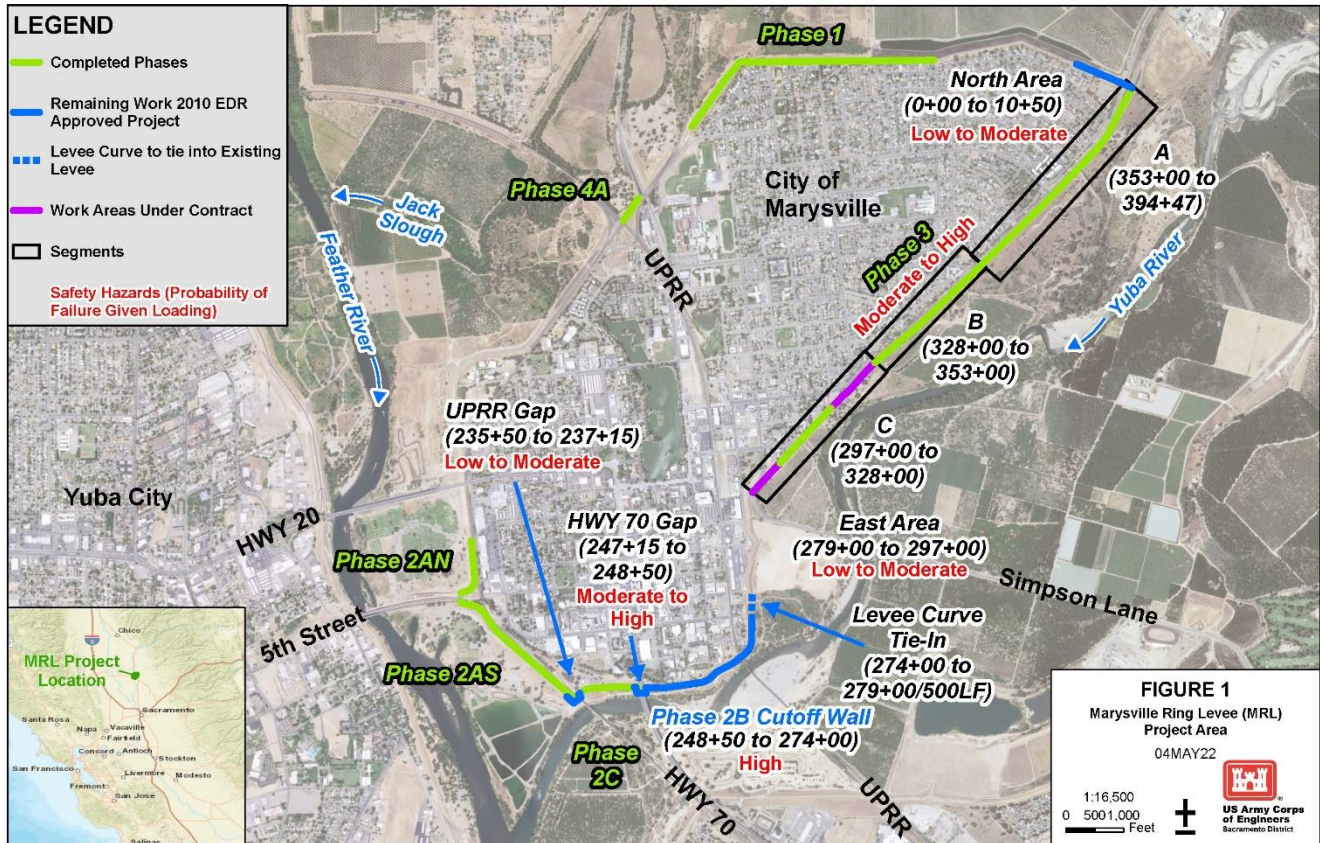 LEGEND
Completed Phases
Remaining Work 2010 EDR
Approved Project
Levee Curve to tie into Existing
Levee
Work Areas Under Contract
Segments
Safety Hazards (Probability of
Failure Given Loading)
Phase 1
North Area
(0+00 to 10+50)
Low to Moderate
A
(353+00 to
394+47)
Phase 4A
City of
Marysville
Jack
Slough
Feather River
UPRR
Phase 3
Moderate to High
Yuba River
B
(328+00 to
353+00)
UPRR Gap
(235+50 to 237+15)
Low to Moderate
C
(297+00 to
328+00)
Yuba City
HWY 20
HWY 70 Gap
(247+15 to
248+50)
Moderate to
High
East Area
(279+00 to 297+00)
Low to Moderate
Simpson Lane
Phase 2AN
5th Street
Levee Curve
Tie-In
(274+00 to
279+00/500LF)
Phase 2AS
Phase 2B Cutoff Wall
(248+50 to 274+00)
High
Phase
2C
HWY 70
UPRR
Chico
MRL Project
Location
5
Santa Rosa
Sacramento
Napa
Vacaville
Fairfield
Concord
Antioch
Stockton
San Francisco
Livermore
Modesto
Fremont
San Jose
Salinas
FIGURE 1
Marysville Ring Levee (MRL)
Project Area
04MAY22
1:16,500
0 5001,000
Feet
US Army Corps
of Engineers
Sacramento District